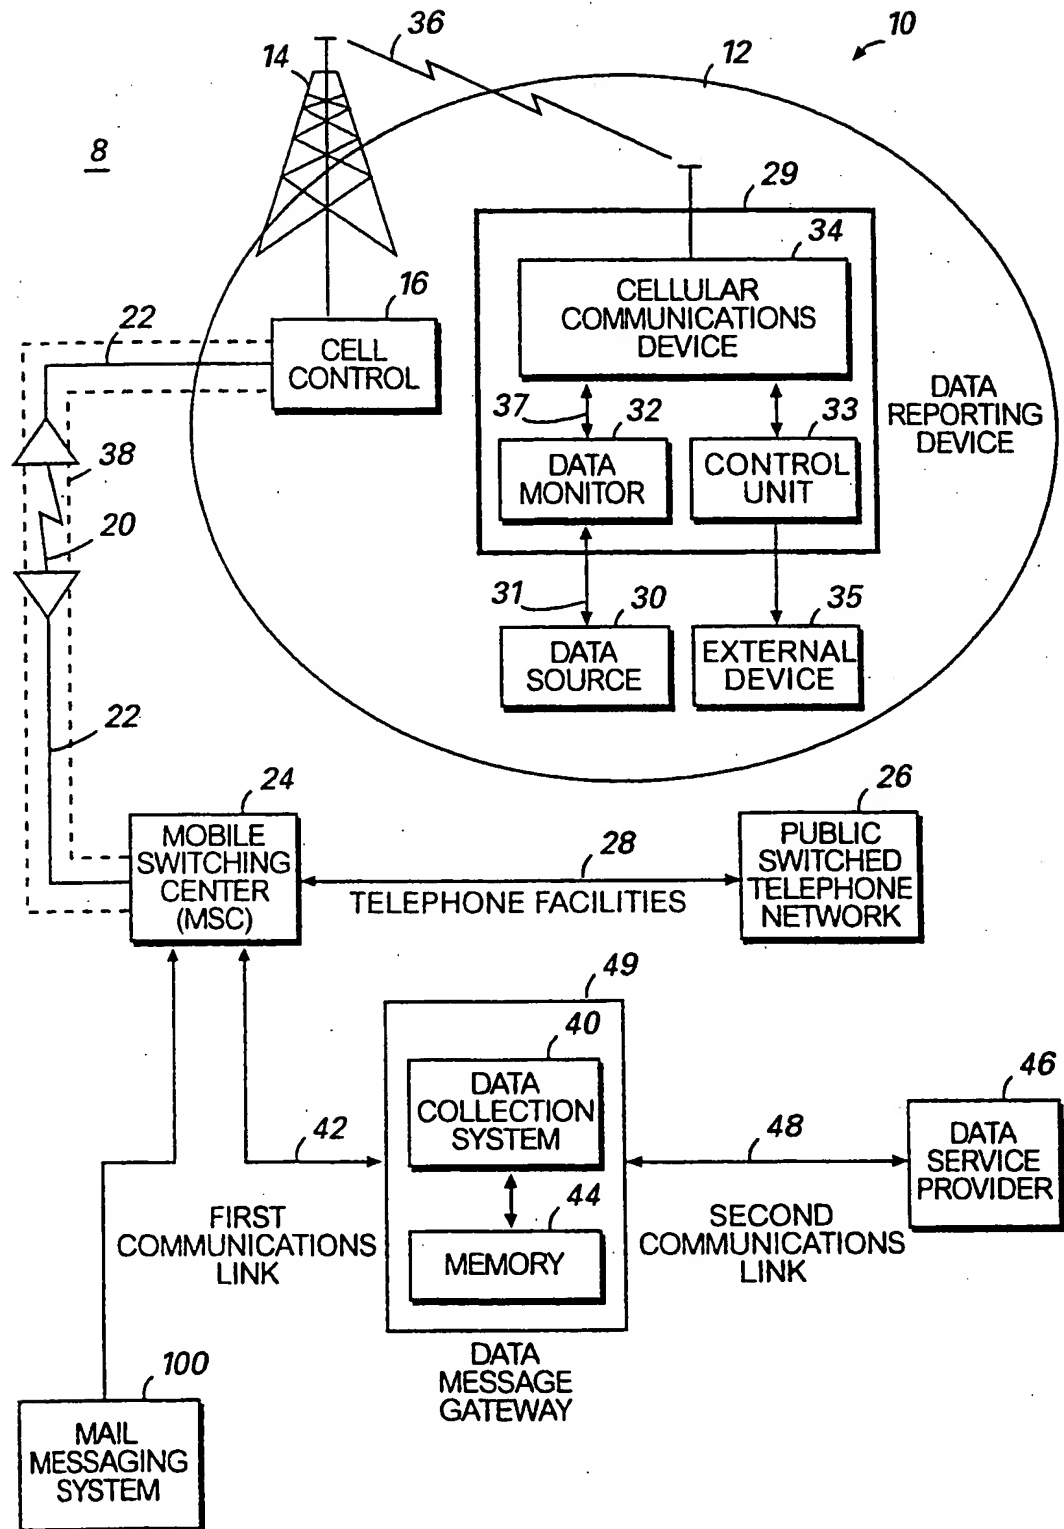 36
10
14
12
8
29
34
16
CELLULAR
COMMUNICATIONS
DEVICE
22
CELL
CONTROL
37
32
33
DATA
REPORTING
DEVICE
38
DATA
MONITOR
CONTROL
UNIT
20
31
30
35
DATA
SOURCE
EXTERNAL
DEVICE
22
24
26
MOBILE
SWITCHING
CENTER
(MSC)
28
TELEPHONE FACILITIES
PUBLIC
SWITCHED
TELEPHONE
NETWORK
49
40
DATA
COLLECTION
SYSTEM
46
42
48
DATA
SERVICE
PROVIDER
FIRST
COMMUNICATIONS
LINK
44
MEMORY
SECOND
COMMUNICATIONS
LINK
DATA
MESSAGE
GATEWAY
100
MAIL
MESSAGING
SYSTEM